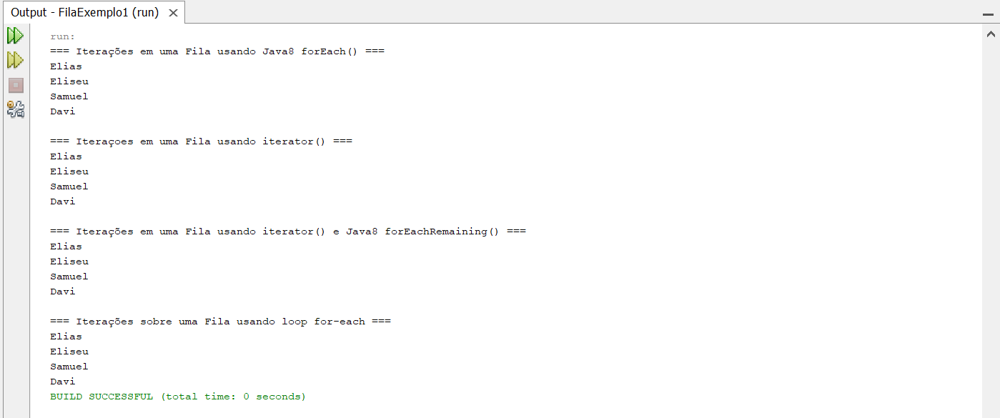 Output - FilaExemplo1 (run)
run:
=== Iterações em uma Fila usando Java8 forEach() ===
Elias
Eliseu
Samuel
Davi
=== Iteraçoes em uma Fila usando iterator() ===
Elias
Eliseu
Samuel
Davi
=== Iterações em uma Fila usando iterator() e Java8 forEachRemaining() ===
Elias
Eliseu
Samuel
Davi
=== Iterações sobre uma Fila usando loop for-each ===
Elias
Eliseu
Samuel
Davi
BUILD SUCCESSFUL (total time: 0 seconds)